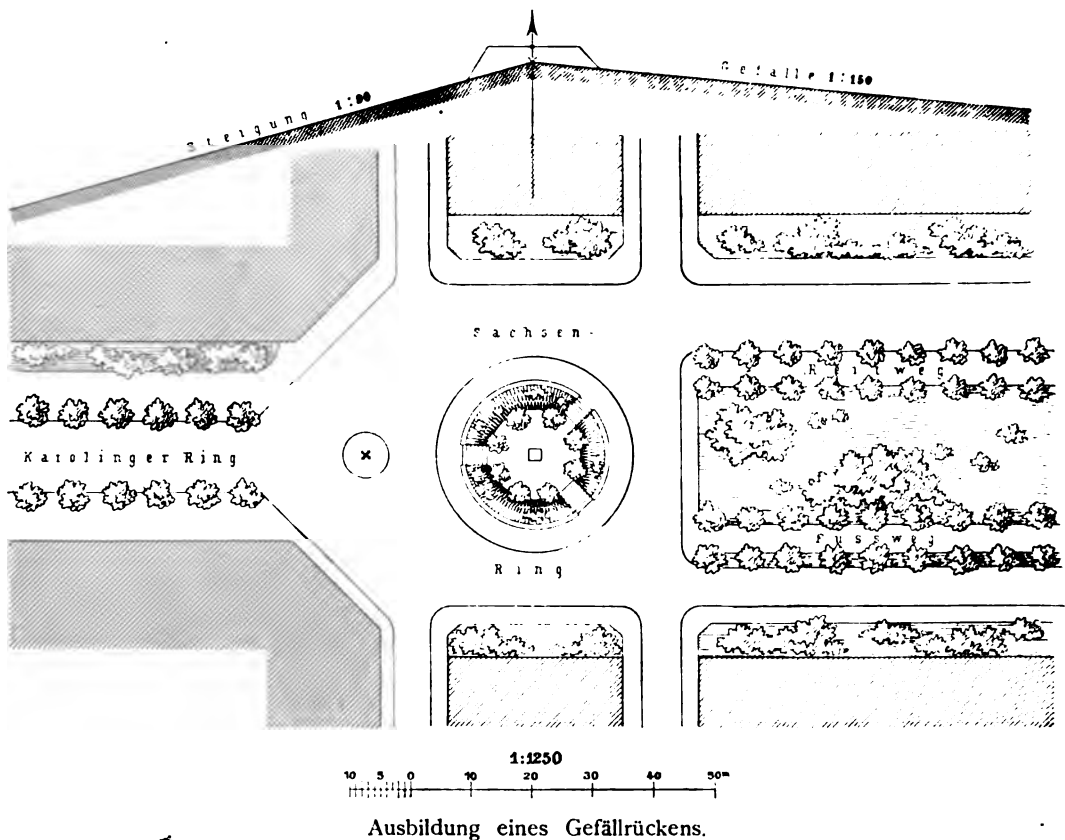 Steigung 1:90
Gefälle 1:150
Sachsen-
Reitweg
Karolinger Ring
Fussweg
Ring
1:1250
10 5 0 10 20 30 40 50m
Ausbildung eines Gefällrückens.